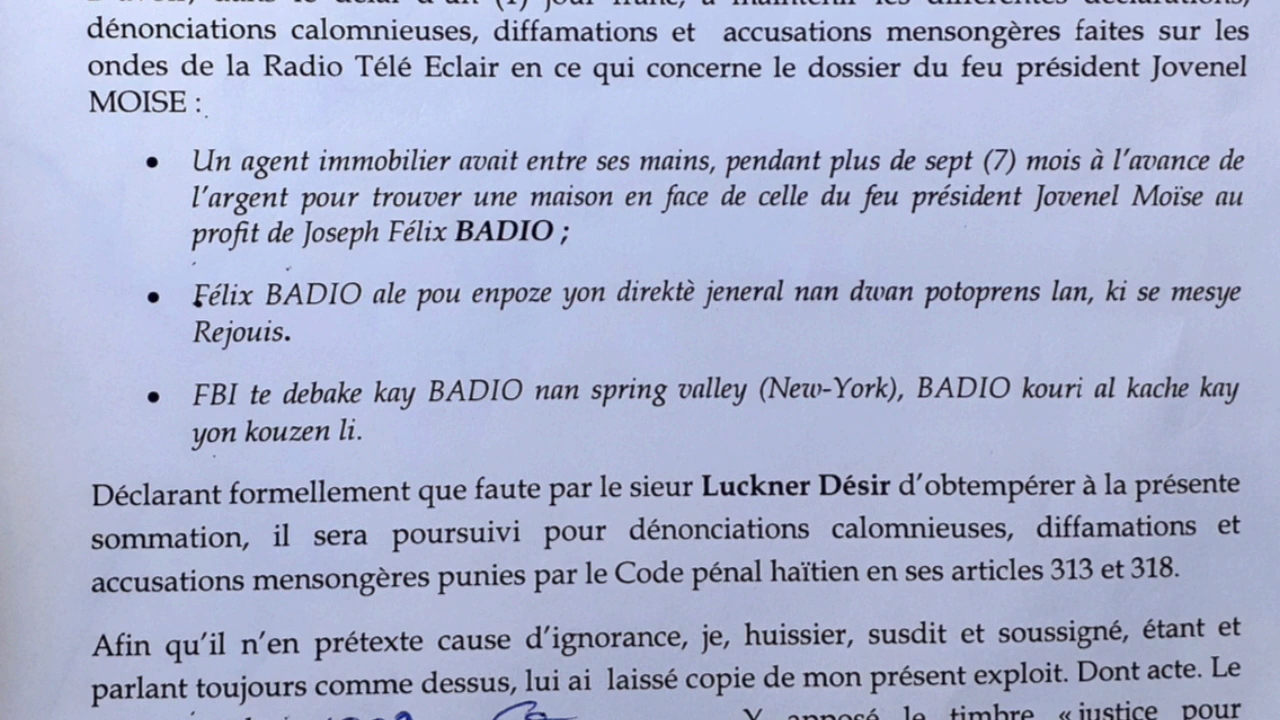 dénonciations calomnieuses, diffamations et accusations mensongères faites sur les
ondes de la Radio Télé Eclair en ce qui concerne le dossier du feu président Jovenel
MOISE :
• Un agent immobilier avait entre ses mains, pendant plus de sept (7) mois à l'avance de
l'argent pour trouver une maison en face de celle du feu président Jovenel Moïse au
profit de Joseph Félix BADIO ;
• Félix BADIO ale pou enpoze yon direktè jeneral nan dwan potoprens lan, ki se mesye
Rejouis.
• FBI te debake kay BADIO nan spring valley (New-York), BADIO kouri al kache kay
yon kouzen li.
Déclarant formellement que faute par le sieur Luckner Désir d'obtempérer à la présente
sommation, il sera poursuivi pour dénonciations calomnieuses, diffamations et
accusations mensongères punies par le Code pénal haïtien en ses articles 313 et 318.
Afin qu'il n'en prétexte cause d'ignorance, je, huissier, susdit et soussigné, étant et
parlant toujours comme dessus, lui ai laissé copie de mon présent exploit. Dont acte. Le
Y apposé le timbre « justice pour